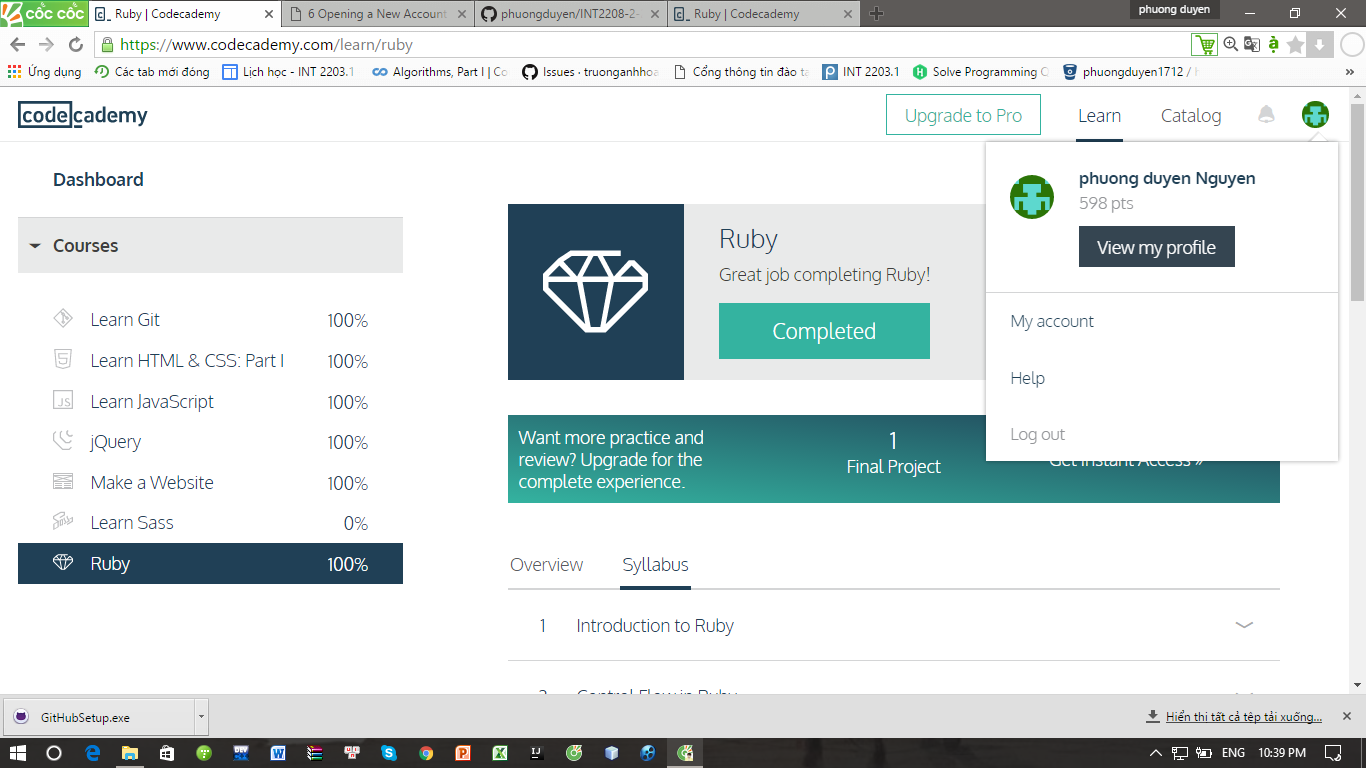 CỐC CỐC
Ruby | Codecademy
6 Opening a New Account
phuongduyen/INT2208-2-
Ruby | Codecademy
phuong duyen
https://www.codecademy.com/learn/ruby
Ứng dụng
Các tab mới đóng
Lịch học - INT 2203.1
Algorithms, Part I | Co
Issues · truonganhhoa
Cổng thông tin đào tạ
INT 2203.1
Solve Programming Q
phuongduyen1712 /
»
codecademy
Upgrade to Pro
Learn
Catalog
phuong duyen Nguyen
598 pts
View my profile
My account
Help
Log out
Dashboard
Courses
Learn Git 100%
Learn HTML & CSS: Part I 100%
Learn JavaScript 100%
jQuery 100%
Make a Website 100%
Learn Sass 0%
Ruby 100%
Ruby
Great job completing Ruby!
Completed
Want more practice and
review? Upgrade for the
complete experience.
1
Final Project
Get Instant Access »
Overview
Syllabus
1 Introduction to Ruby
2 Control Flow in Ruby
GitHubSetup.exe
Hiển thị tất cả tệp tải xuống...
ENG
10:39 PM